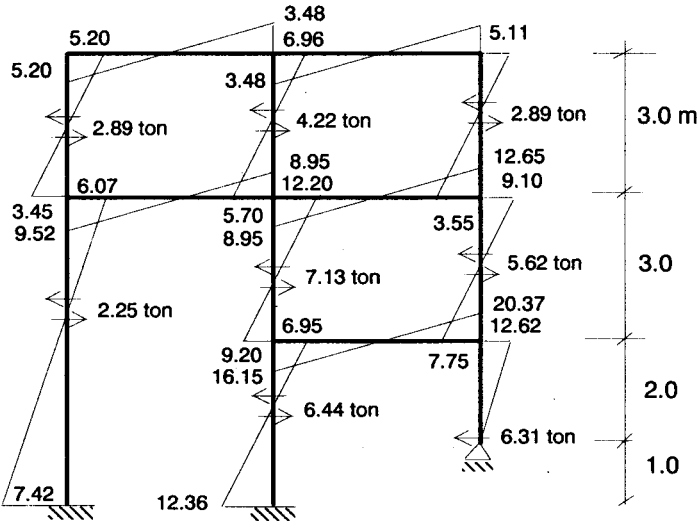 3.48
5.20 6.96 5.11
5.20 3.48
2.89 ton 4.22 ton 2.89 ton 3.0 m
8.95 12.65
6.07 12.20 9.10
3.45 5.70 3.55
9.52 8.95
7.13 ton 5.62 ton 3.0
2.25 ton 20.37
6.95 12.62
9.20 7.75
16.15 2.0
6.44 ton 6.31 ton
1.0
7.42 12.36